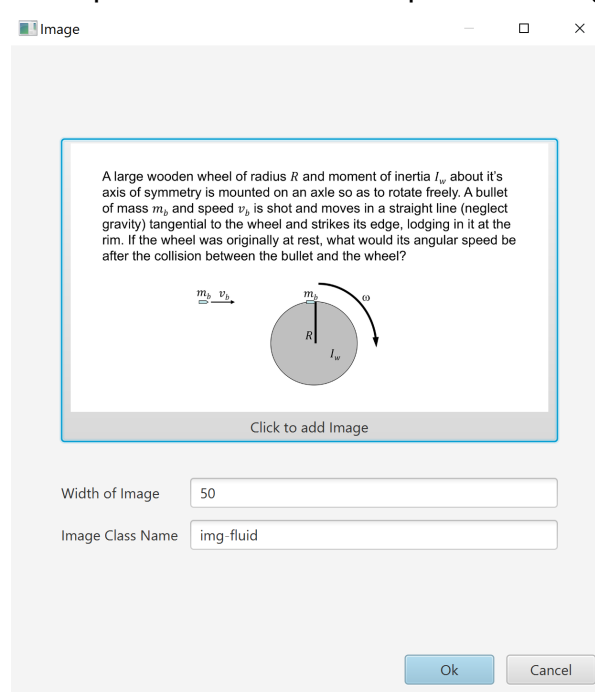 Image
A large wooden wheel of radius R and moment of inertia I_w about it's
axis of symmetry is mounted on an axle so as to rotate freely. A bullet
of mass m_b and speed v_b is shot and moves in a straight line (neglect
gravity) tangential to the wheel and strikes its edge, lodging in it at the
rim. If the wheel was originally at rest, what would its angular speed be
after the collision between the bullet and the wheel?
m_b v_b
m_b
ω
R
I_w
Click to add Image
Width of Image 50
Image Class Name img-fluid
Ok Cancel